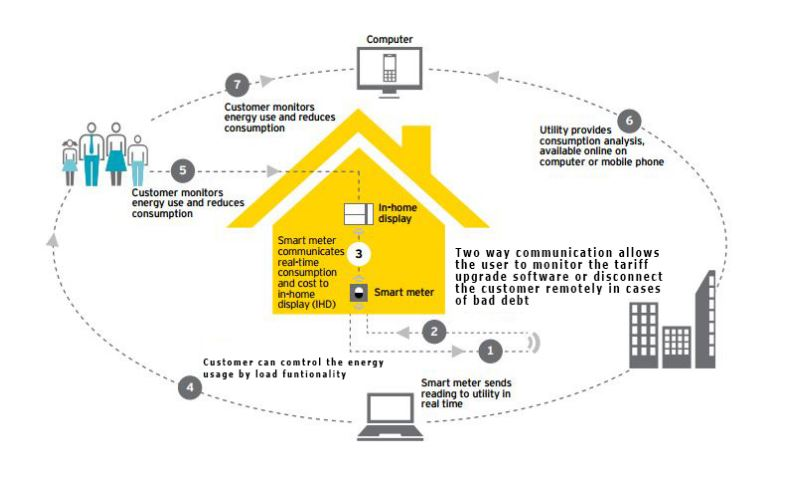 Computer
7
Customer monitors
energy use and reduces
consumption
6
Utility provides
consumption analysis,
available online on
computer or mobile phone
5
Customer monitors
energy use and reduces
consumption
In-home
display
Smart meter
communicates
real-time
consumption
and cost to
in-home
display (IHD)
3
Smart meter
Two way communication allows
the user to monitor the tariff
upgrade software or disconnect
the customer remotely in cases
of bad debt
2
1
Customer can comtrol the energy
usage by load funtionality
4
Smart meter sends
reading to utility in
real time